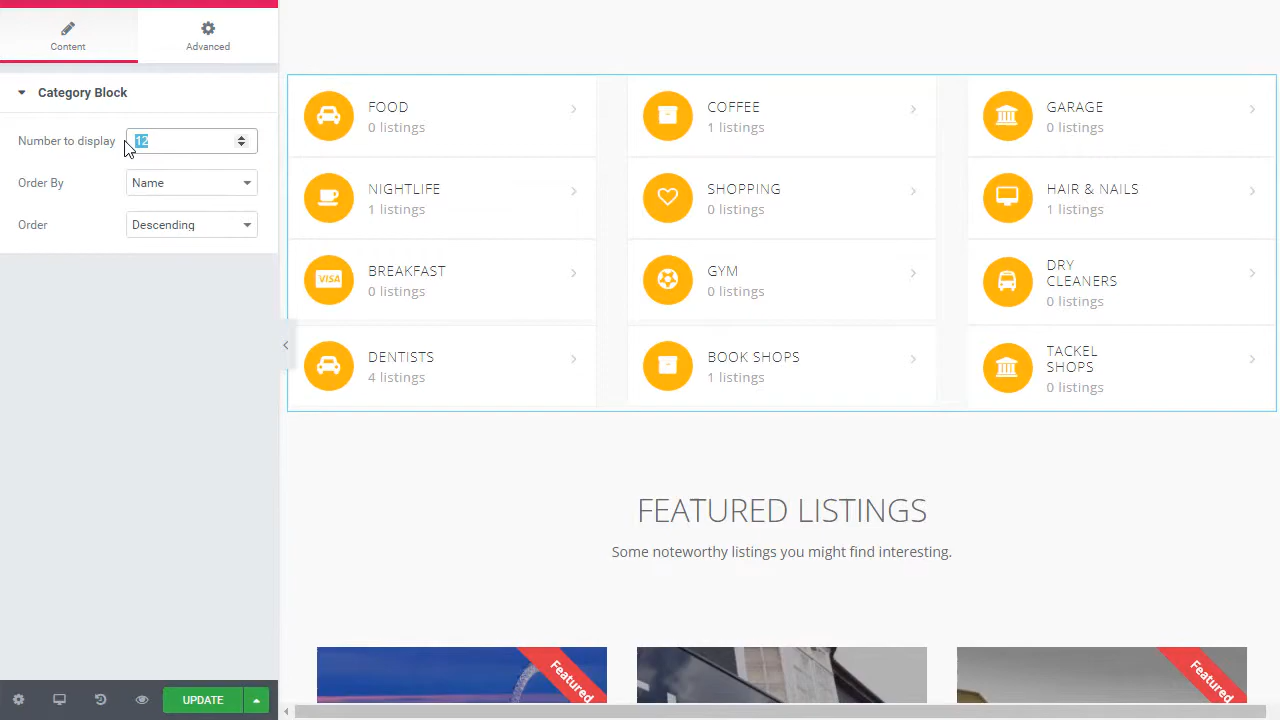 Content
Advanced
Category Block
Number to display 12
Order By Name
Order Descending
UPDATE
FOOD
0 listings
COFFEE
1 listings
GARAGE
0 listings
NIGHTLIFE
1 listings
SHOPPING
0 listings
HAIR & NAILS
1 listings
BREAKFAST
0 listings
VISA
GYM
0 listings
DRY
CLEANERS
0 listings
DENTISTS
4 listings
BOOK SHOPS
1 listings
TACKEL
SHOPS
0 listings
FEATURED LISTINGS
Some noteworthy listings you might find interesting.
Featured
Featured